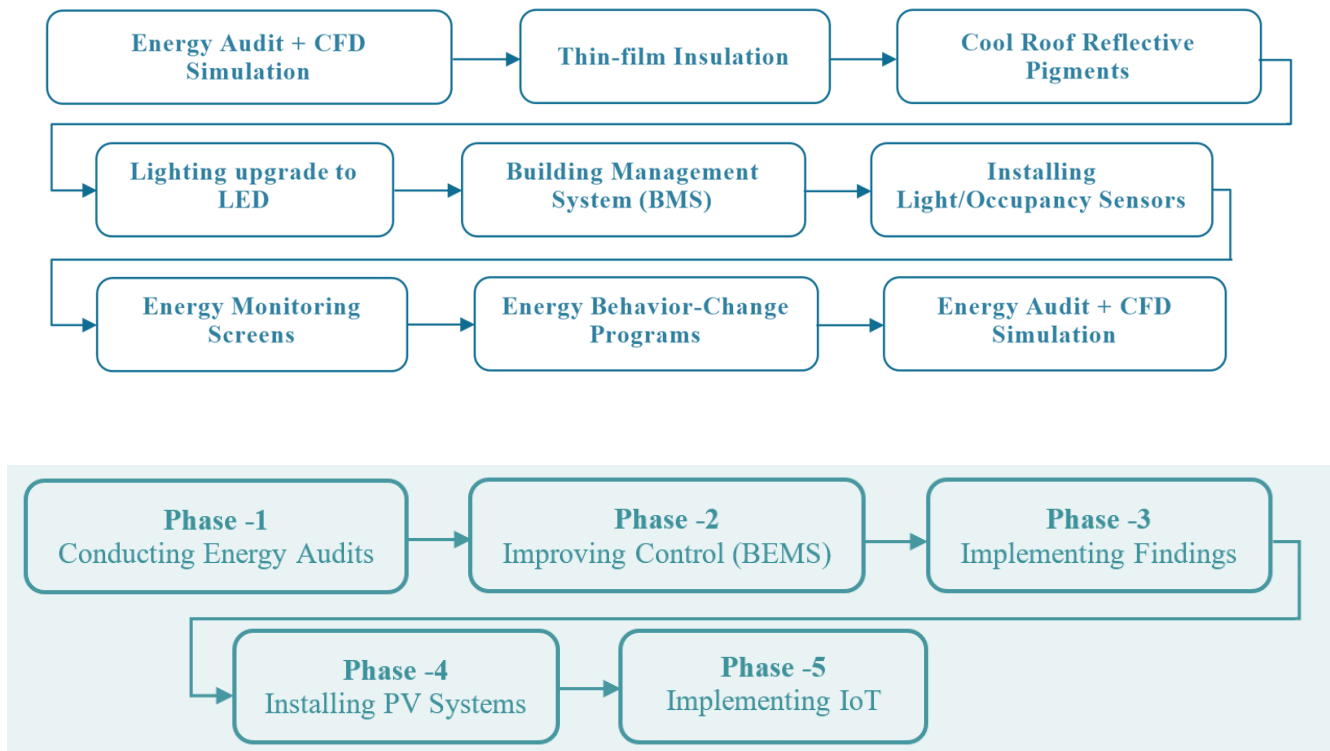 Energy Audit + CFD
Simulation
Thin-film Insulation
Cool Roof Reflective
Pigments
Lighting upgrade to
LED
Building Management
System (BMS)
Installing
Light/Occupancy Sensors
Energy Monitoring
Screens
Energy Behavior-Change
Programs
Energy Audit + CFD
Simulation
Phase -1
Conducting Energy Audits
Phase -2
Improving Control (BEMS)
Phase -3
Implementing Findings
Phase -4
Installing PV Systems
Phase -5
Implementing IoT